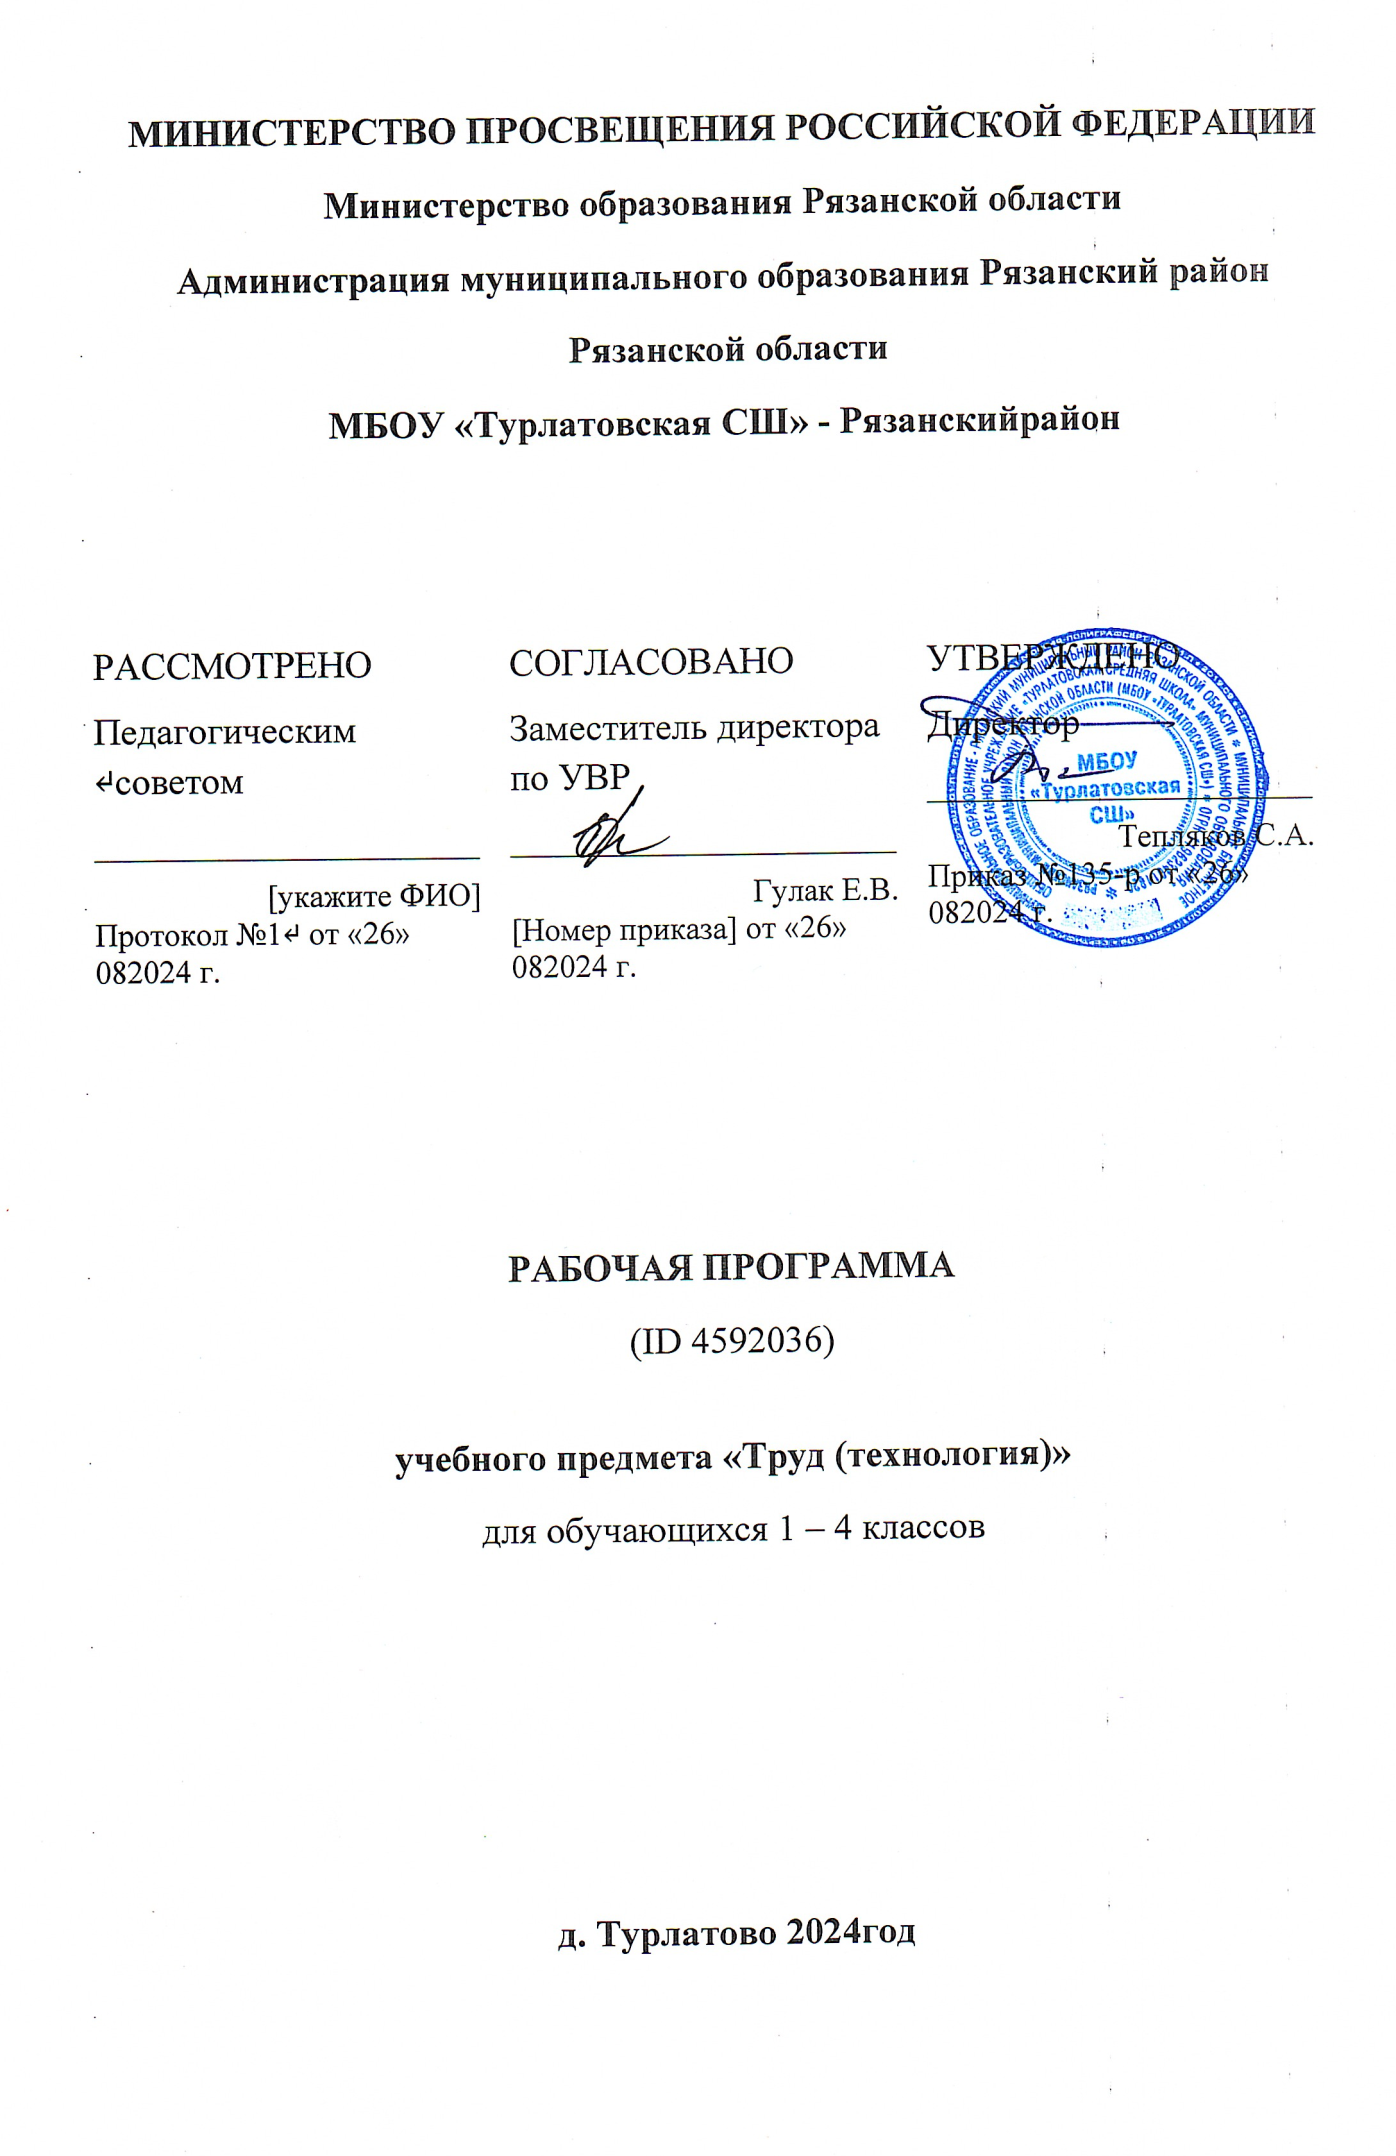 МИНИСТЕРСТВО ПРОСВЕЩЕНИЯ РОССИЙСКОЙ ФЕДЕРАЦИИ
Министерство образования Рязанской области
Администрация муниципального образования Рязанский район
Рязанской области
МБОУ «Турлатовская СШ» - Рязанскийрайон
РАССМОТРЕНО
Педагогическим
↵советом
[укажите ФИО]
Протокол №1↵ от «26»
082024 г.
СОГЛАСОВАНО
Заместитель директора
по УВР
Гулак Е.В.
[Номер приказа] от «26»
082024 г.
УТВЕРЖДЕНО
Директор
Тепляков С.А.
Приказ №135-р от «26»
082024 г.
МБОУ
«Турлатовская
СШ»
РАБОЧАЯ ПРОГРАММА
(ID 4592036)
учебного предмета «Труд (технология)»
для обучающихся 1 – 4 классов
д. Турлатово 2024год